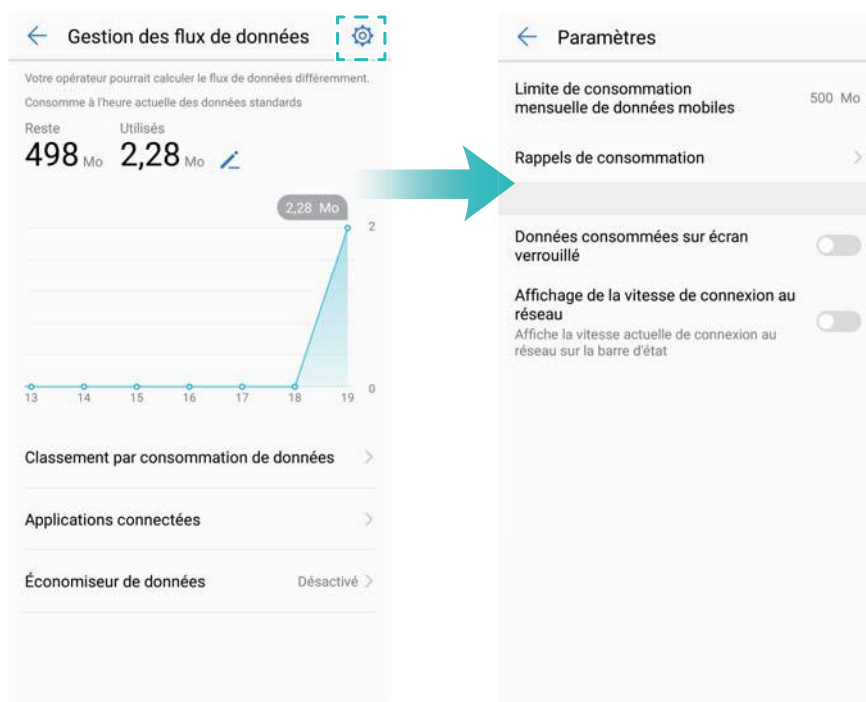 Gestion des flux de données
Votre opérateur pourrait calculer le flux de données différemment.
Consomme à l'heure actuelle des données standards
Reste Utilisés
498 Mo 2,28 Mo
2,28 Mo
2
0
13 14 15 16 17 18 19
Classement par consommation de données
Applications connectées
Économiseur de données Désactivé
Paramètres
Limite de consommation
mensuelle de données mobiles 500 Mo
Rappels de consommation
Données consommées sur écran
verrouillé
Affichage de la vitesse de connexion au
réseau
Affiche la vitesse actuelle de connexion au
réseau sur la barre d'état